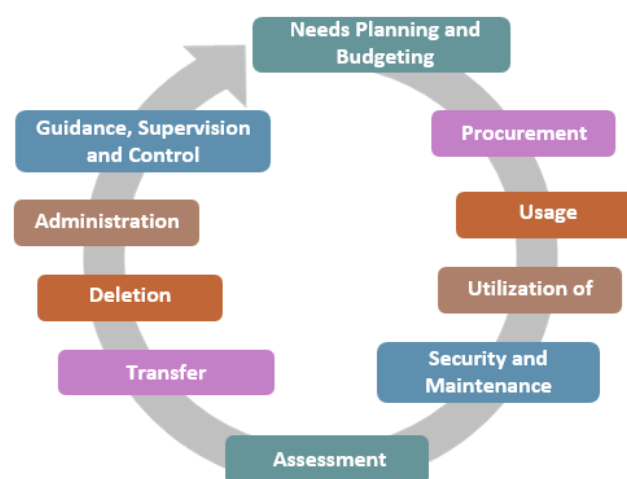 Needs Planning and
Budgeting
Procurement
Usage
Utilization of
Security and
Maintenance
Assessment
Transfer
Deletion
Administration
Guidance, Supervision
and Control